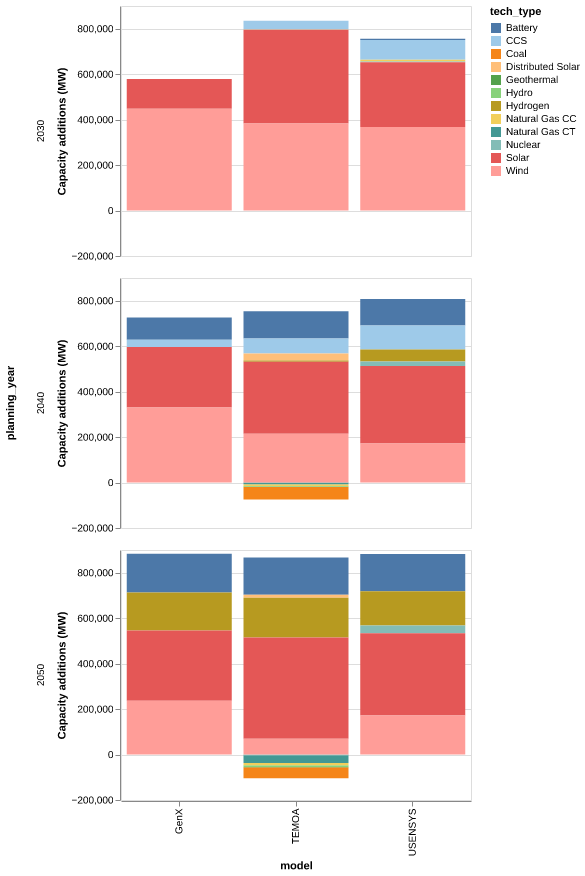 tech_type
Battery
CCS
Coal
Distributed Solar
Geothermal
Hydro
Hydrogen
Natural Gas CC
Natural Gas CT
Nuclear
Solar
Wind
planning_year
2030
Capacity additions (MW)
800,000
600,000
400,000
200,000
0
−200,000
2040
Capacity additions (MW)
800,000
600,000
400,000
200,000
0
−200,000
2050
Capacity additions (MW)
800,000
600,000
400,000
200,000
0
−200,000
GenX
TEMOA
USENSYS
model